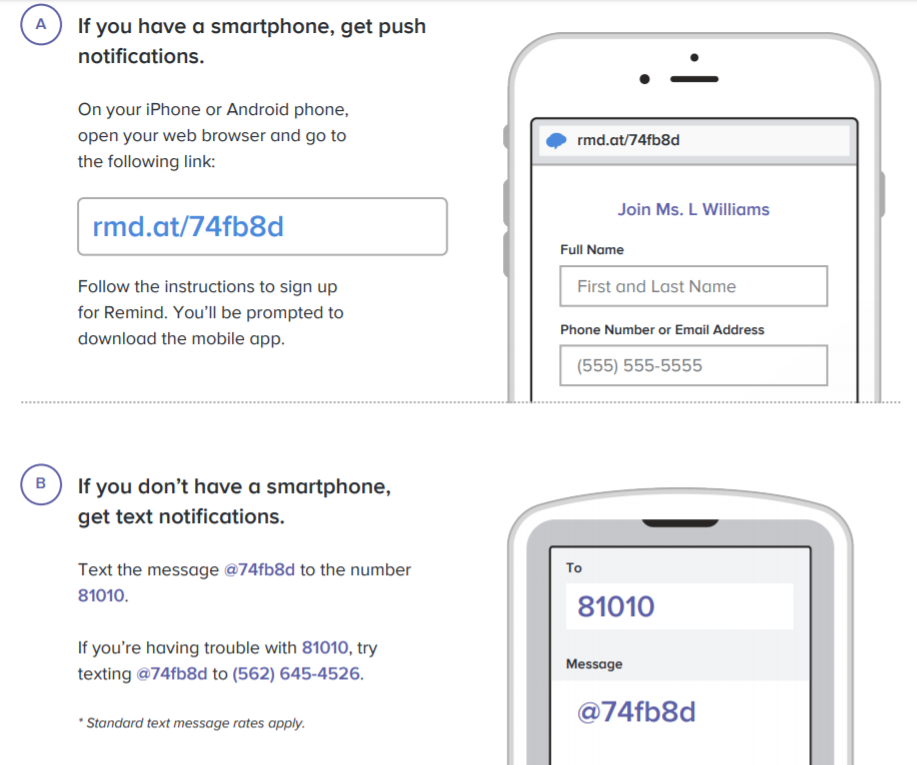 A
If you have a smartphone, get push
notifications.
On your iPhone or Android phone,
open your web browser and go to
the following link:
rmd.at/74fb8d
Follow the instructions to sign up
for Remind. You’ll be prompted to
download the mobile app.
rmd.at/74fb8d
Join Ms. L Williams
Full Name
First and Last Name
Phone Number or Email Address
(555) 555-5555
B
If you don’t have a smartphone,
get text notifications.
Text the message @74fb8d to the number
81010.
If you’re having trouble with 81010, try
texting @74fb8d to (562) 645-4526.
* Standard text message rates apply.
To
81010
Message
@74fb8d